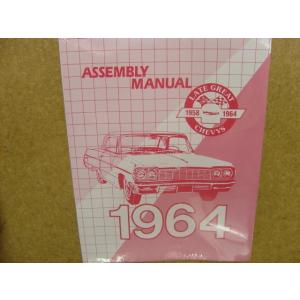 ASSEMBLY
MANUAL
LATE GREAT
1958 1964
CHEVYS
1964